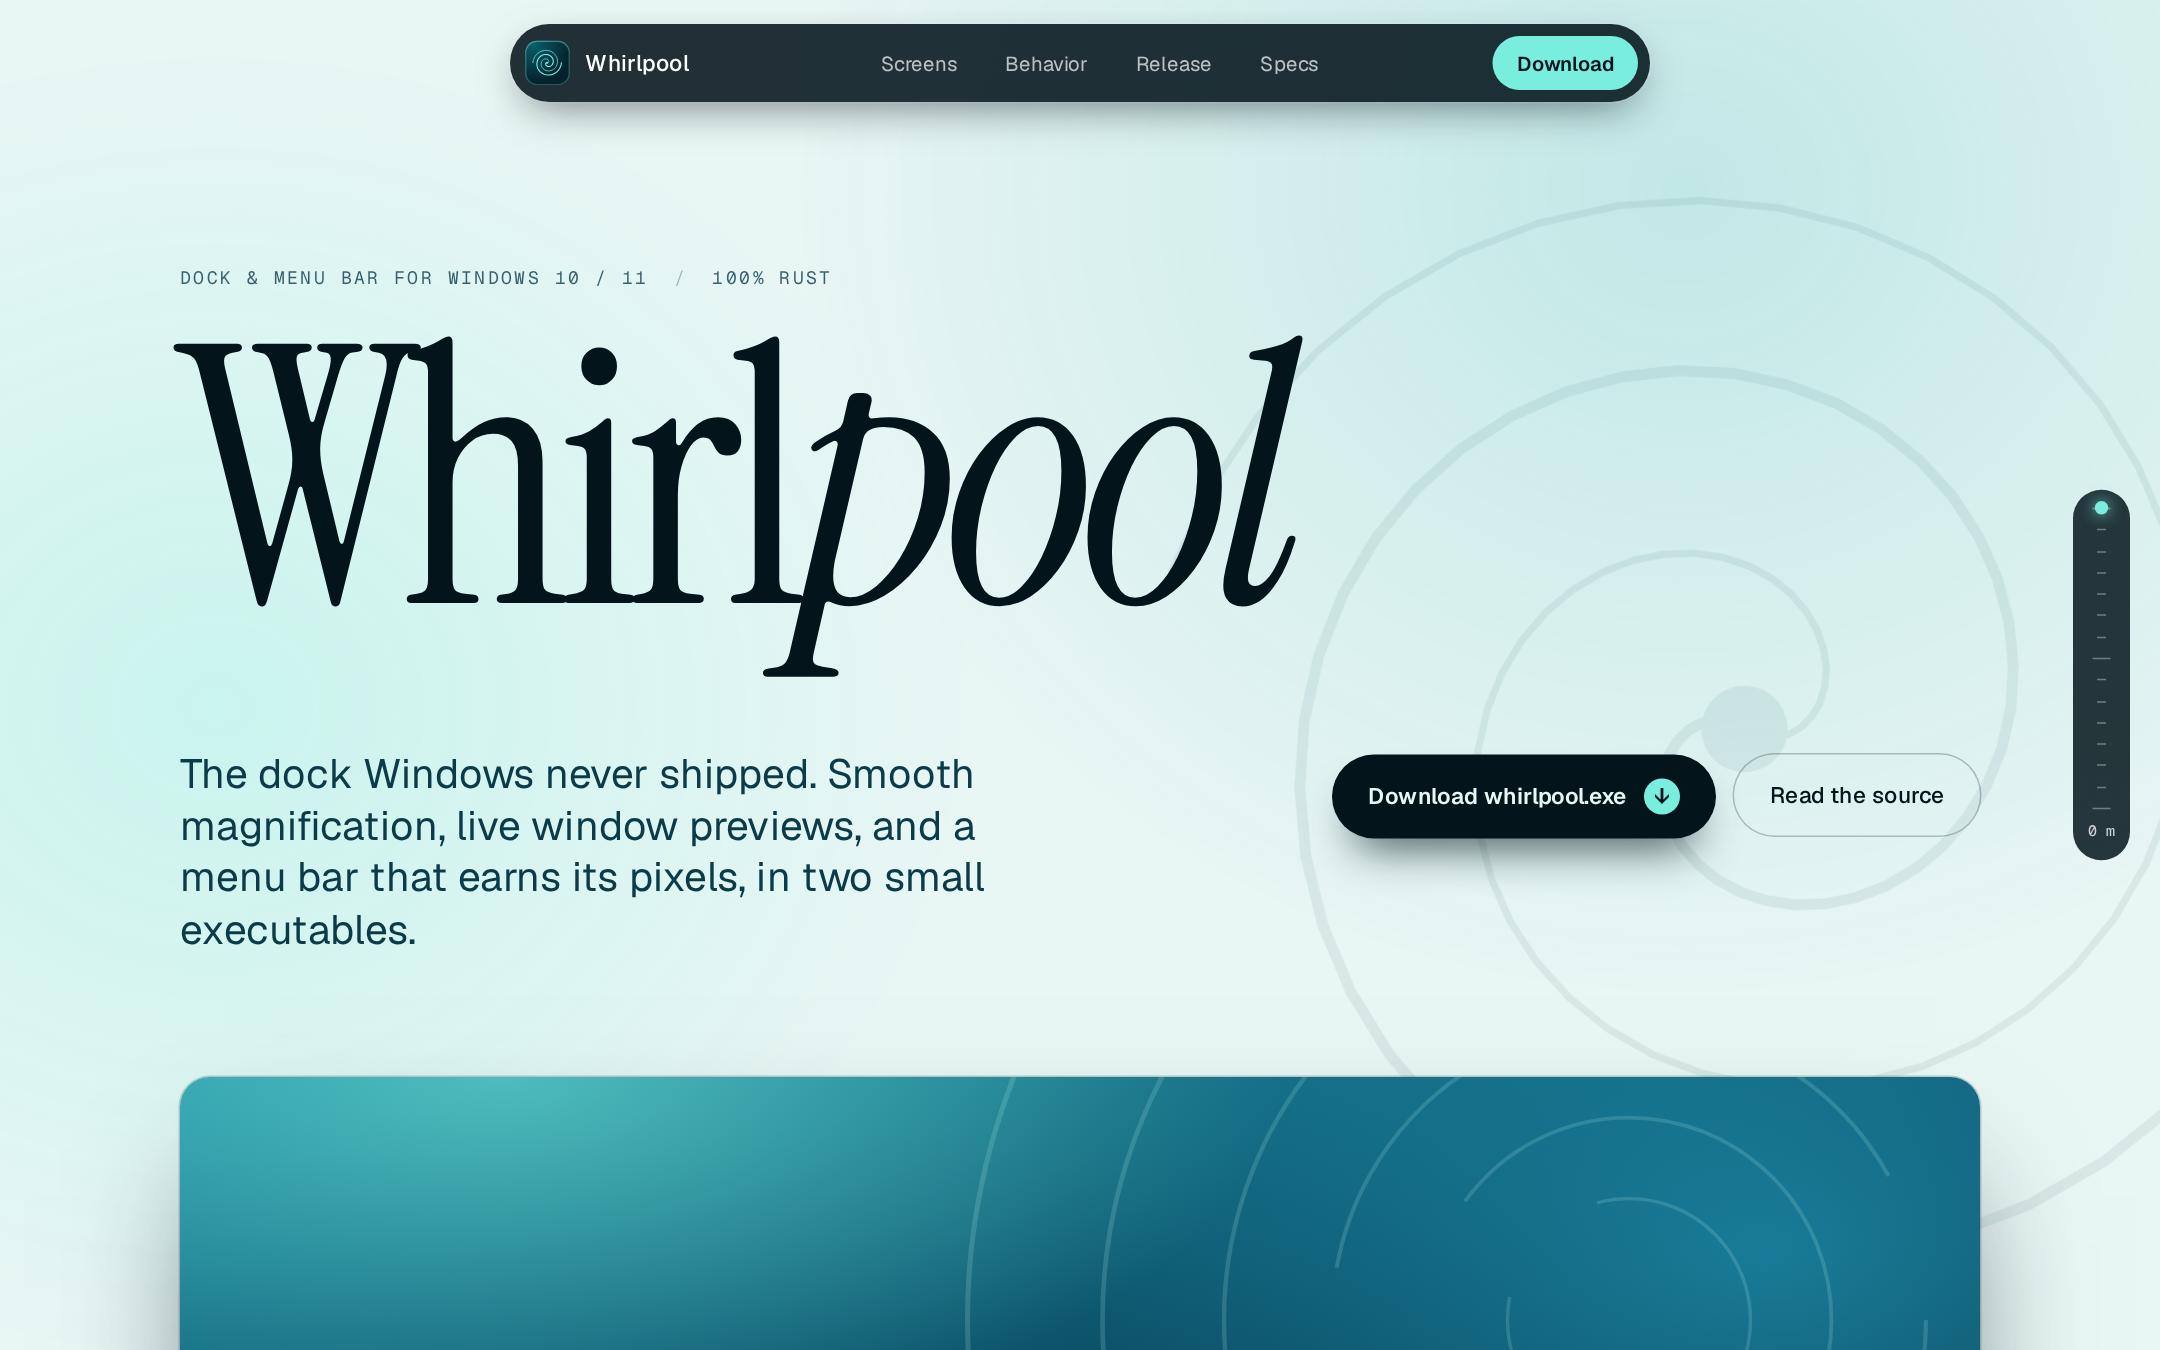 Whirlpool
Screens Behavior Release Specs
Download
DOCK & MENU BAR FOR WINDOWS 10 / 11 / 100% RUST
Whirlpool
The dock Windows never shipped. Smooth
magnification, live window previews, and a
menu bar that earns its pixels, in two small
executables.
Download whirlpool.exe
Read the source
0 m